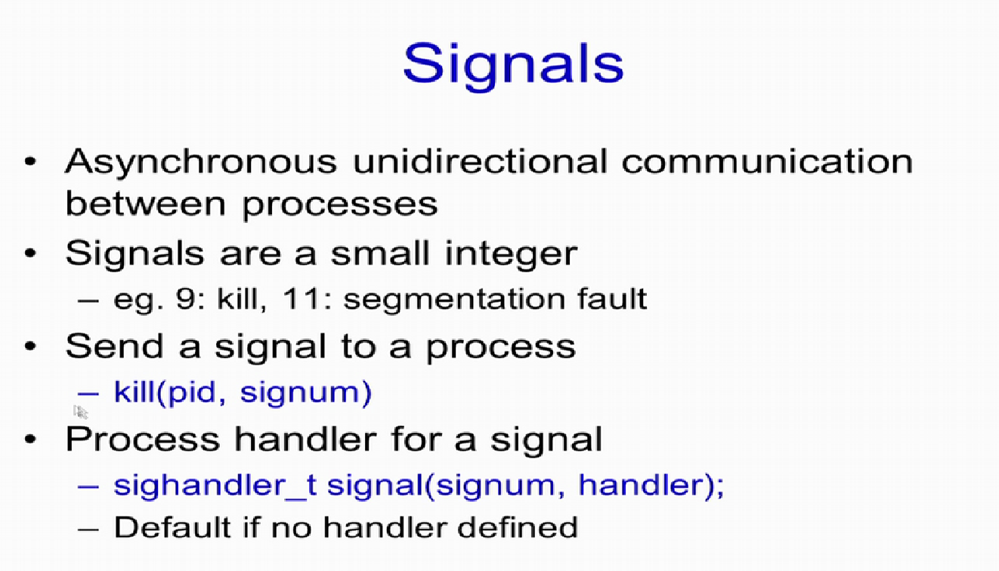 Signals
• Asynchronous unidirectional communication
between processes
• Signals are a small integer
– eg. 9: kill, 11: segmentation fault
• Send a signal to a process
– kill(pid, signum)
• Process handler for a signal
– sighandler_t signal(signum, handler);
– Default if no handler defined